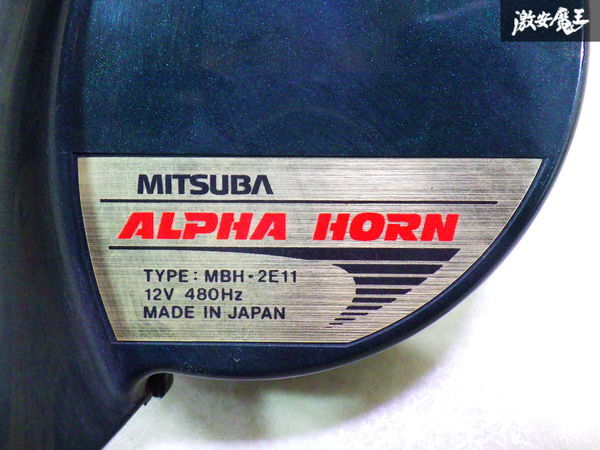 激安魔王
MITSUBA
ALPHA HORN
TYPE: MBH-2E11
12V 480Hz
MADE IN JAPAN